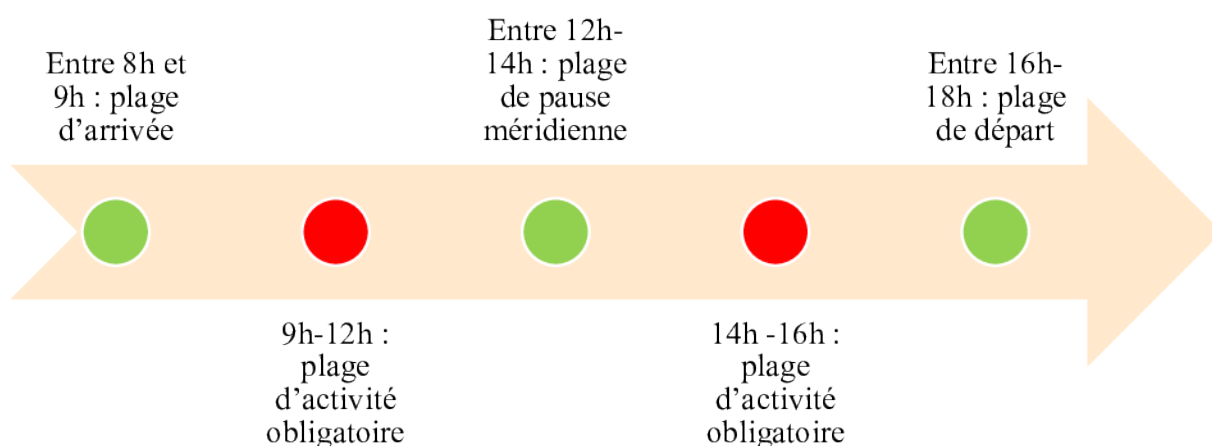 Entre 8h et
9h : plage
d’arrivée
9h-12h :
plage
d’activité
obligatoire
Entre 12h-
14h : plage
de pause
méridienne
14h -16h :
plage
d’activité
obligatoire
Entre 16h-
18h : plage
de départ